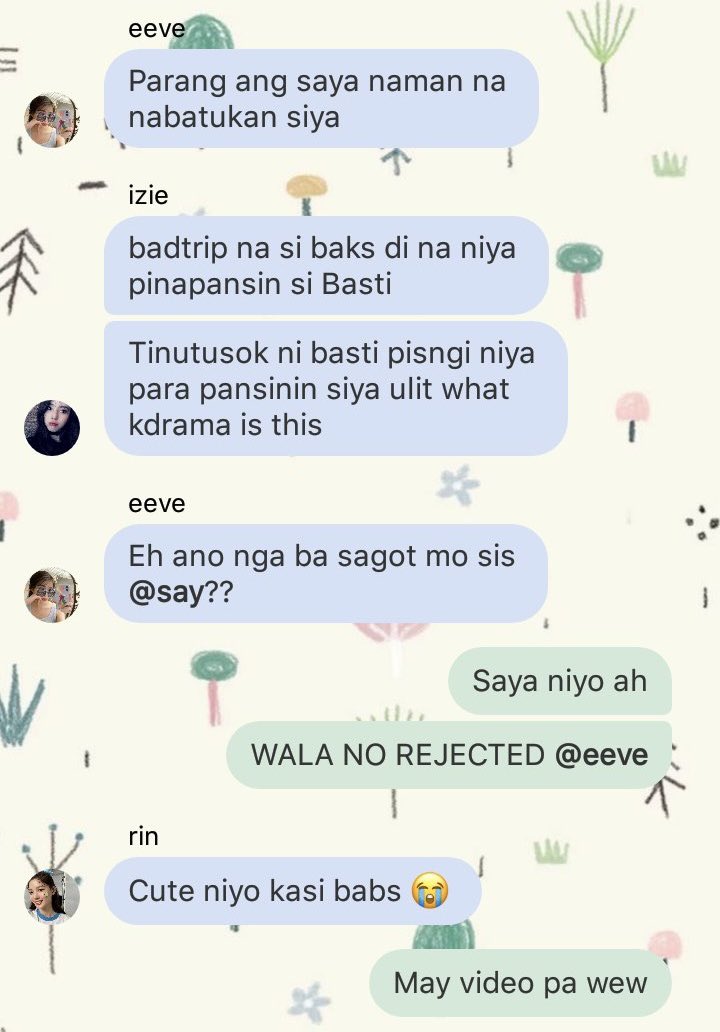 eeve
Parang ang saya naman na
nabatukan siya
izie
badtrip na si baks di na niya
pinapansin si Basti
Tinutusok ni basti pisngi niya
para pansinin siya ulit what
kdrama is this
eeve
Eh ano nga ba sagot mo sis
@say??
Saya niyo ah
WALA NO REJECTED @eeve
rin
Cute niyo kasi babs 😭
May video pa wew